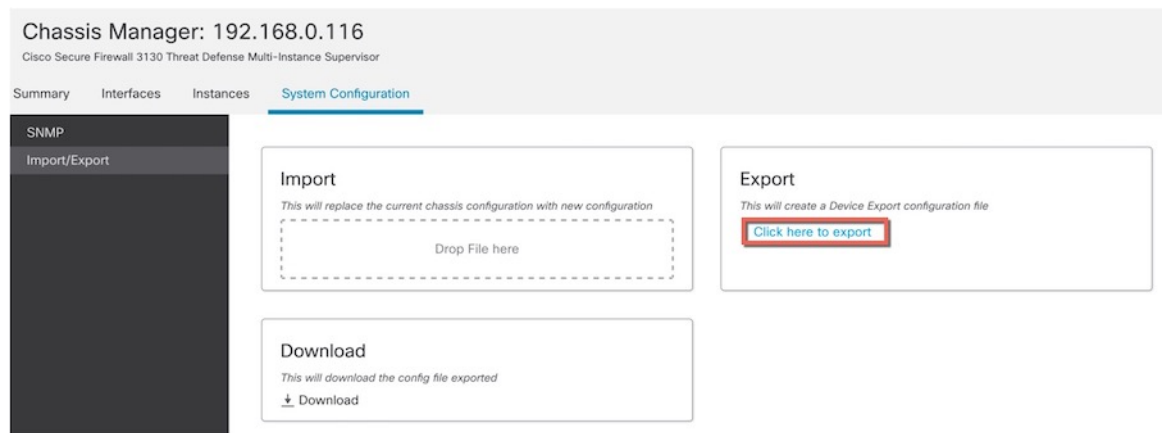 Chassis Manager: 192.168.0.116
Cisco Secure Firewall 3130 Threat Defense Multi-Instance Supervisor
Summary Interfaces Instances System Configuration
SNMP
Import/Export
Import
This will replace the current chassis configuration with new configuration
Drop File here
Export
This will create a Device Export configuration file
Click here to export
Download
This will download the config file exported
Download